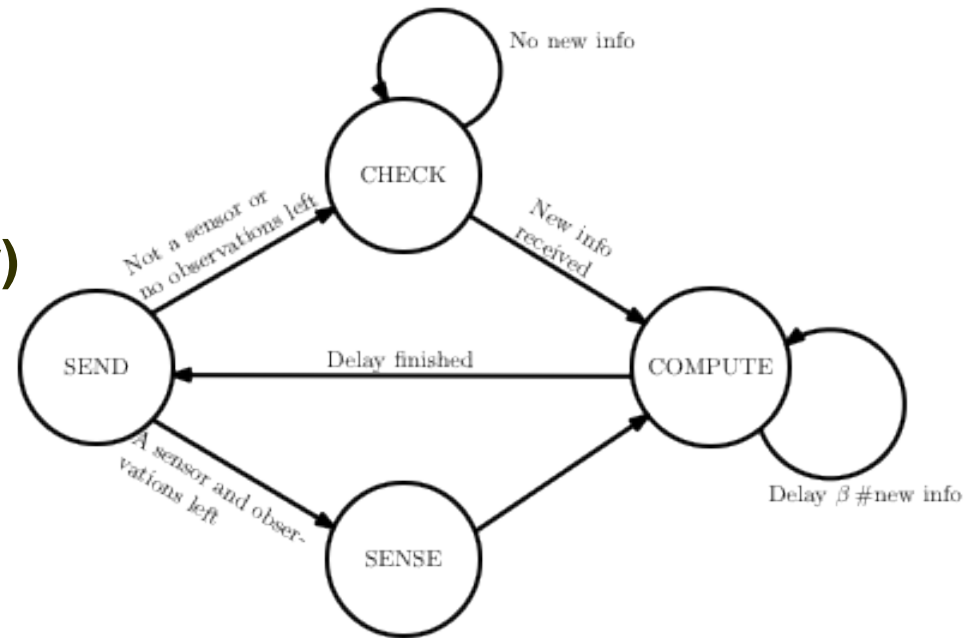 No new info
CHECK
Not a sensor or
no observations left
New info
received
)
SEND
Delay finished
COMPUTE
A sensor and obser-
vations left
Delay β #new info
SENSE